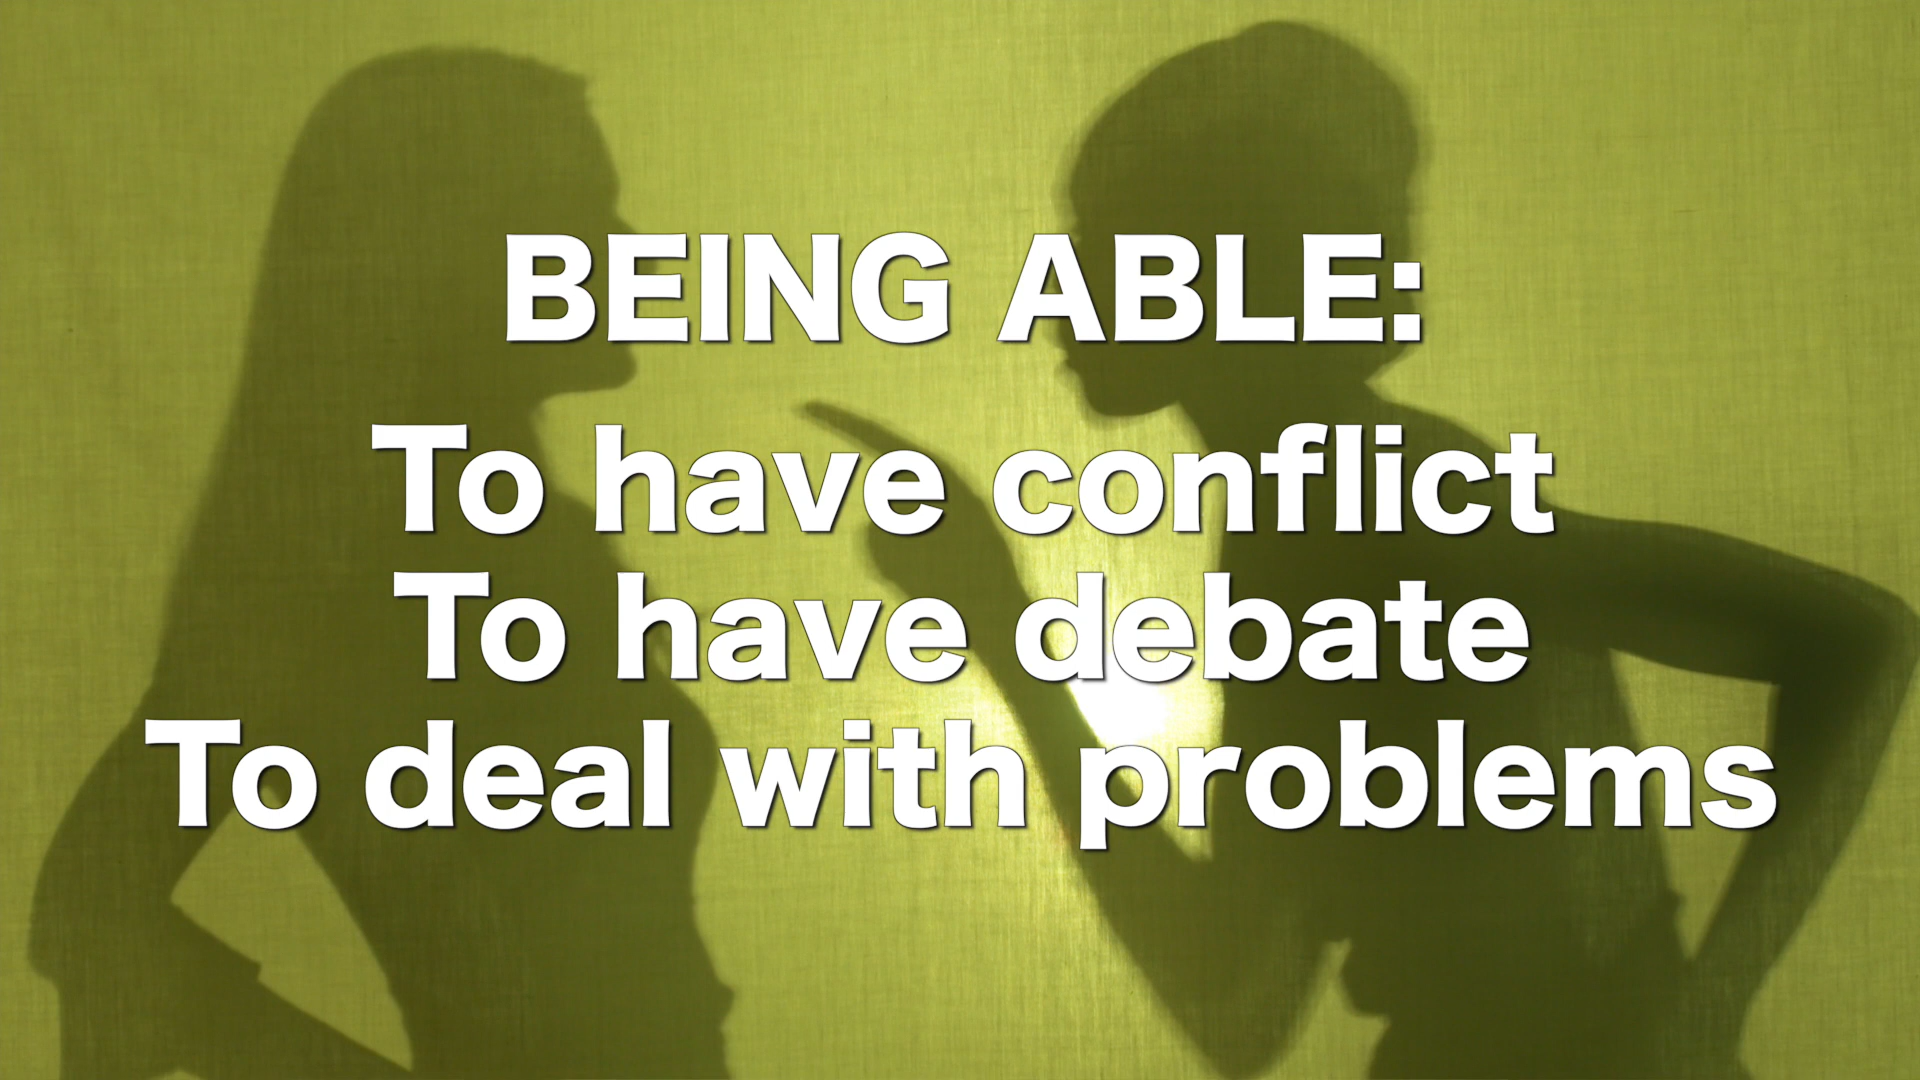 BEING ABLE:
To have conflict
To have debate
To deal with problems